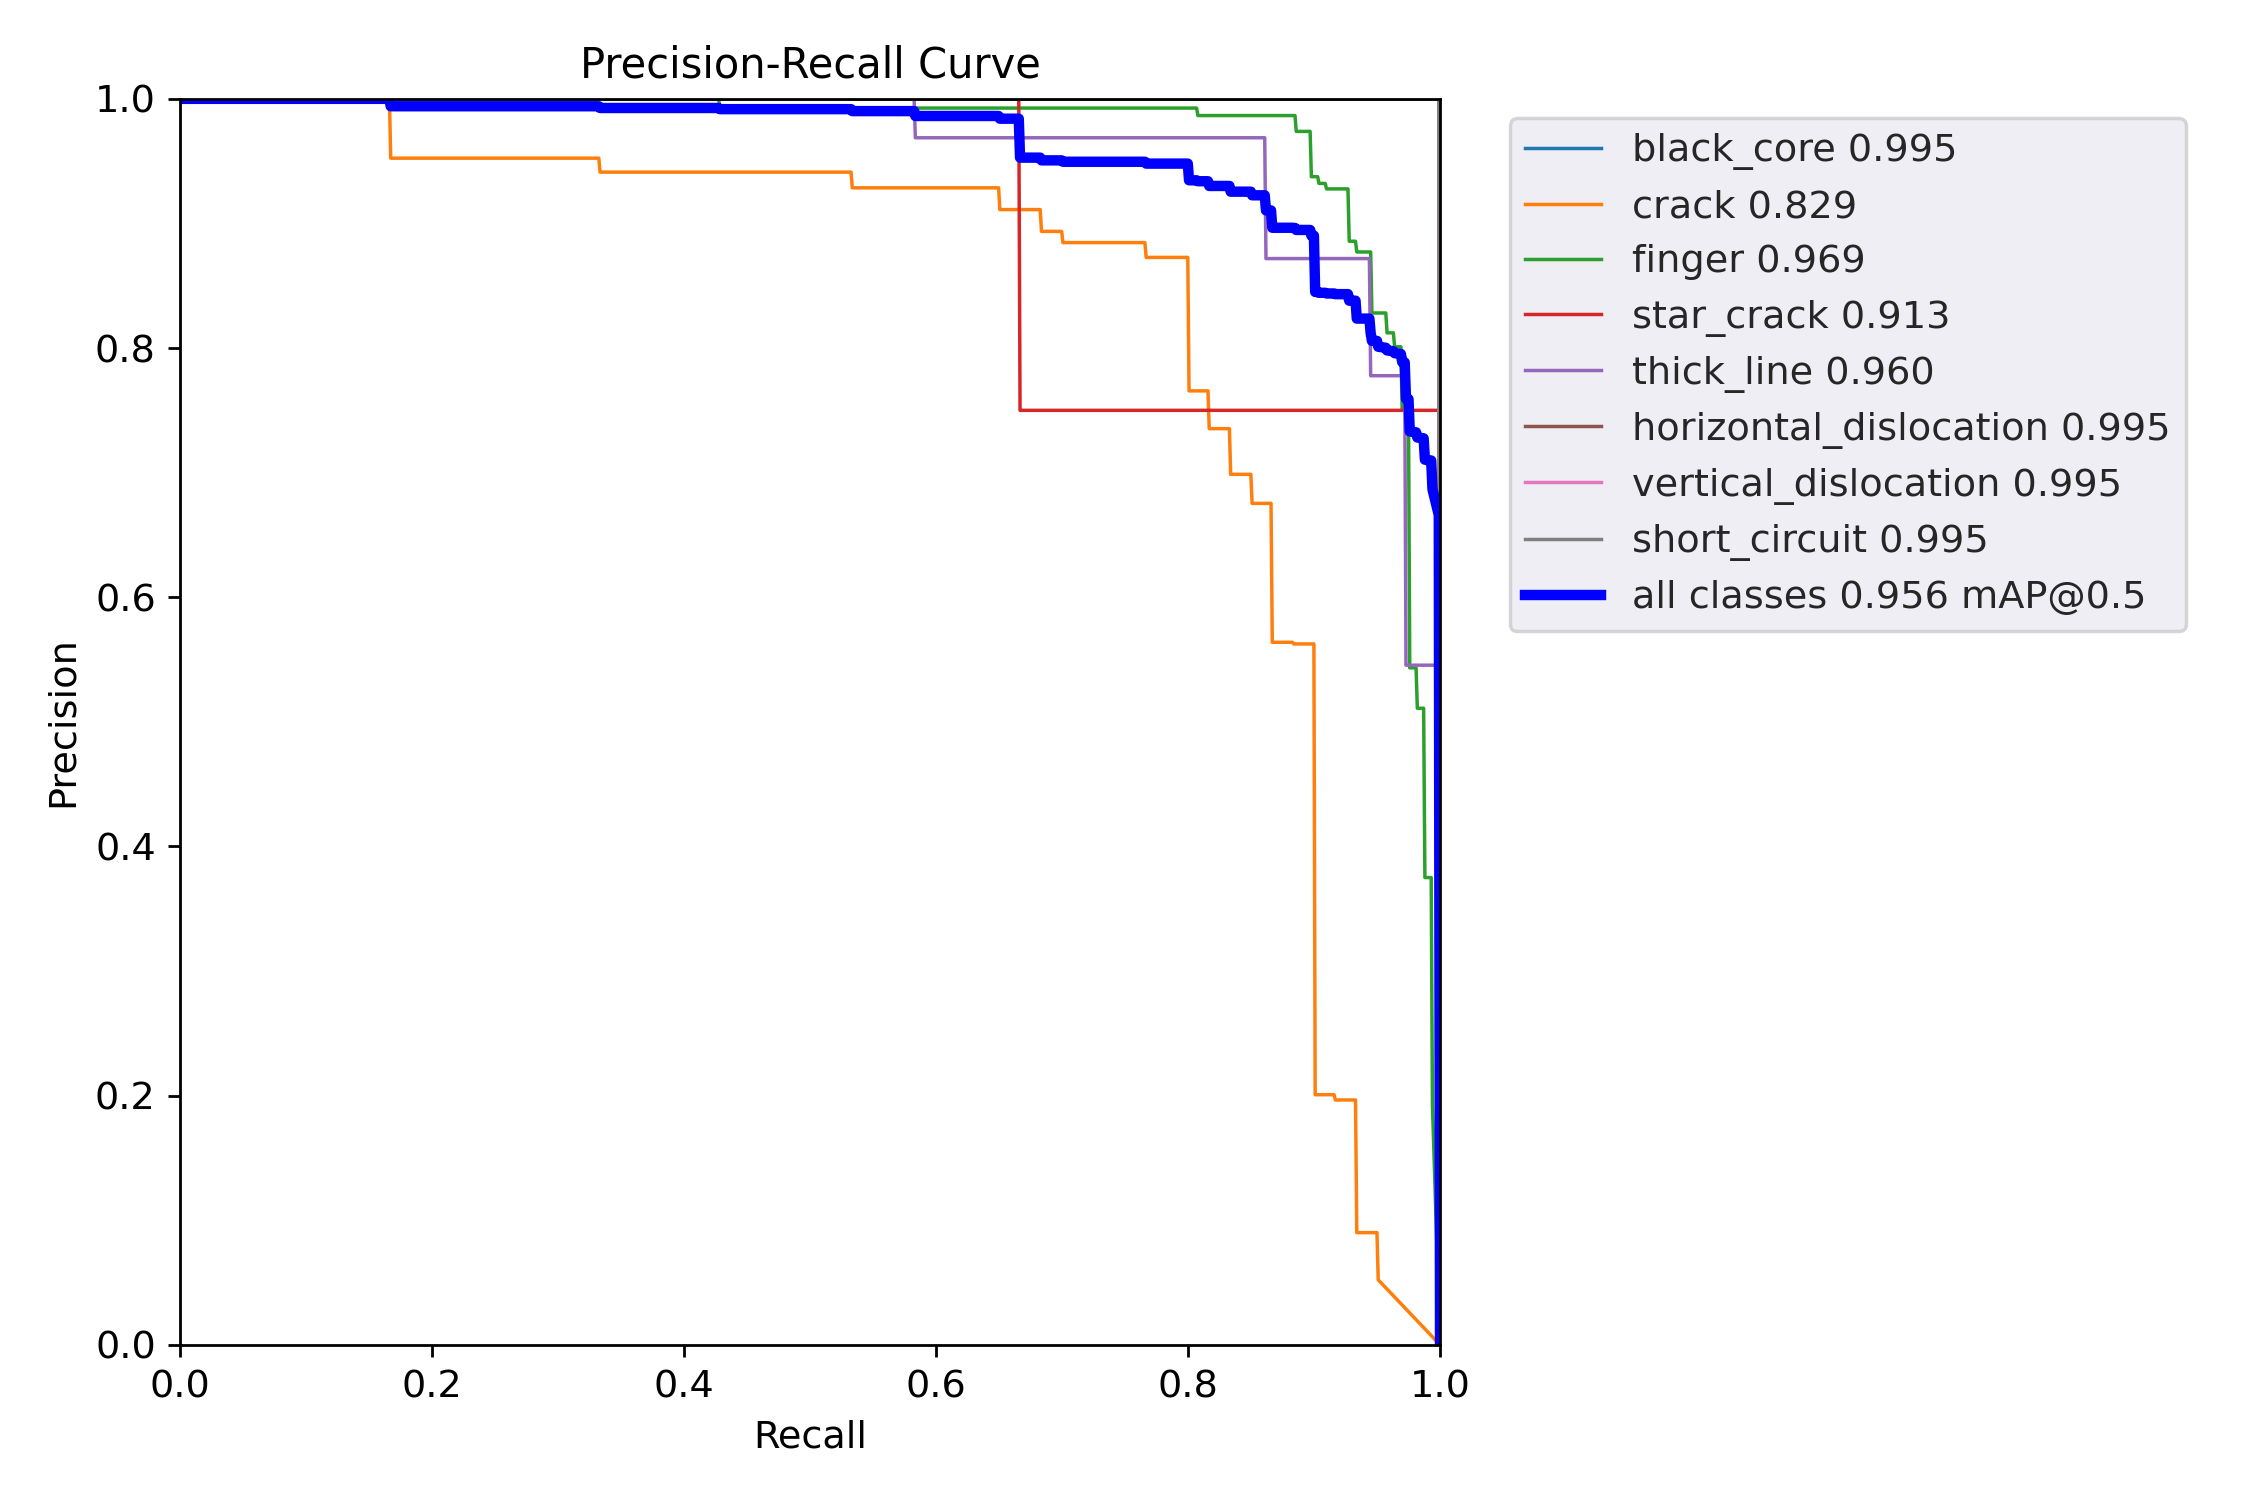 Precision-Recall Curve
1.0
0.8
0.6
0.4
0.2
0.0
Precision
0.0 0.2 0.4 0.6 0.8 1.0
Recall
black_core 0.995
crack 0.829
finger 0.969
star_crack 0.913
thick_line 0.960
horizontal_dislocation 0.995
vertical_dislocation 0.995
short_circuit 0.995
all classes 0.956 mAP@0.5